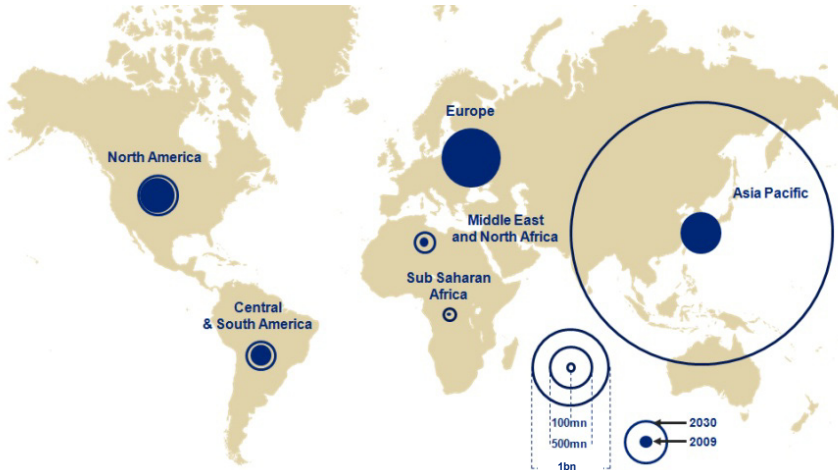 Europe
North America
Asia Pacific
Middle East
and North Africa
Sub Saharan
Africa
Central
& South America
100mn
500mn
1bn
2030
2009